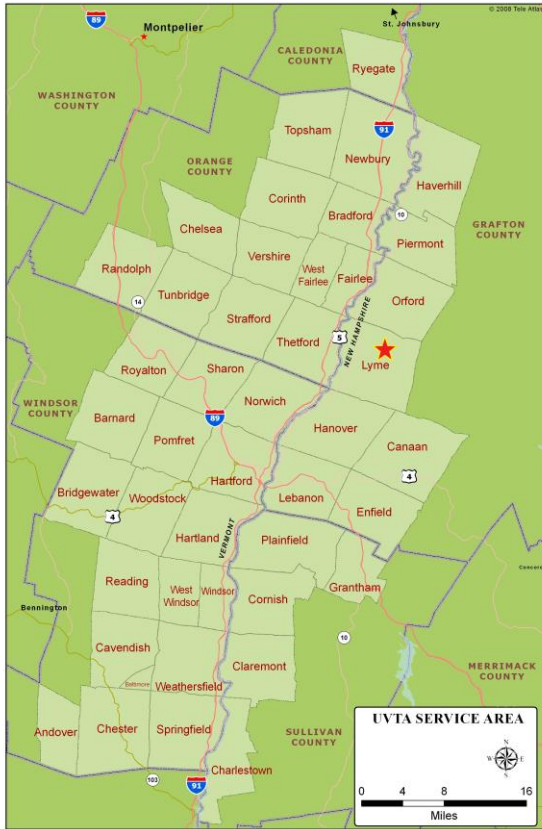 © 2008 Tele Atlas
89
Montpelier
St. Johnsbury
CALEDONIA
COUNTY
Ryegate
WASHINGTON
COUNTY
Topsham
91
Newbury
ORANGE
COUNTY
Haverhill
Corinth
Bradford
10
Chelsea
Piermont
GRAFTON
COUNTY
Vershire
West
Fairlee
Fairlee
Randolph
Orford
Tunbridge
14
Strafford
NEW HAMPSHIRE
Thetford
5
Lyme
Royalton
Sharon
WINDSOR
COUNTY
Norwich
Barnard
89
Hanover
Pomfret
Canaan
4
Hartford
Bridgewater
Woodstock
Lebanon
Enfield
4
Hartland
VERMONT
Plainfield
Reading
West
Windsor
Windsor
Grantham
Concord
Cornish
Bennington
10
Cavendish
Claremont
MERRIMACK
COUNTY
Baltimore
Weathersfield
Andover
Chester
Springfield
SULLIVAN
COUNTY
Charlestown
103
91
UVTA SERVICE AREA
N
W
E
S
0 4 8 16
Miles